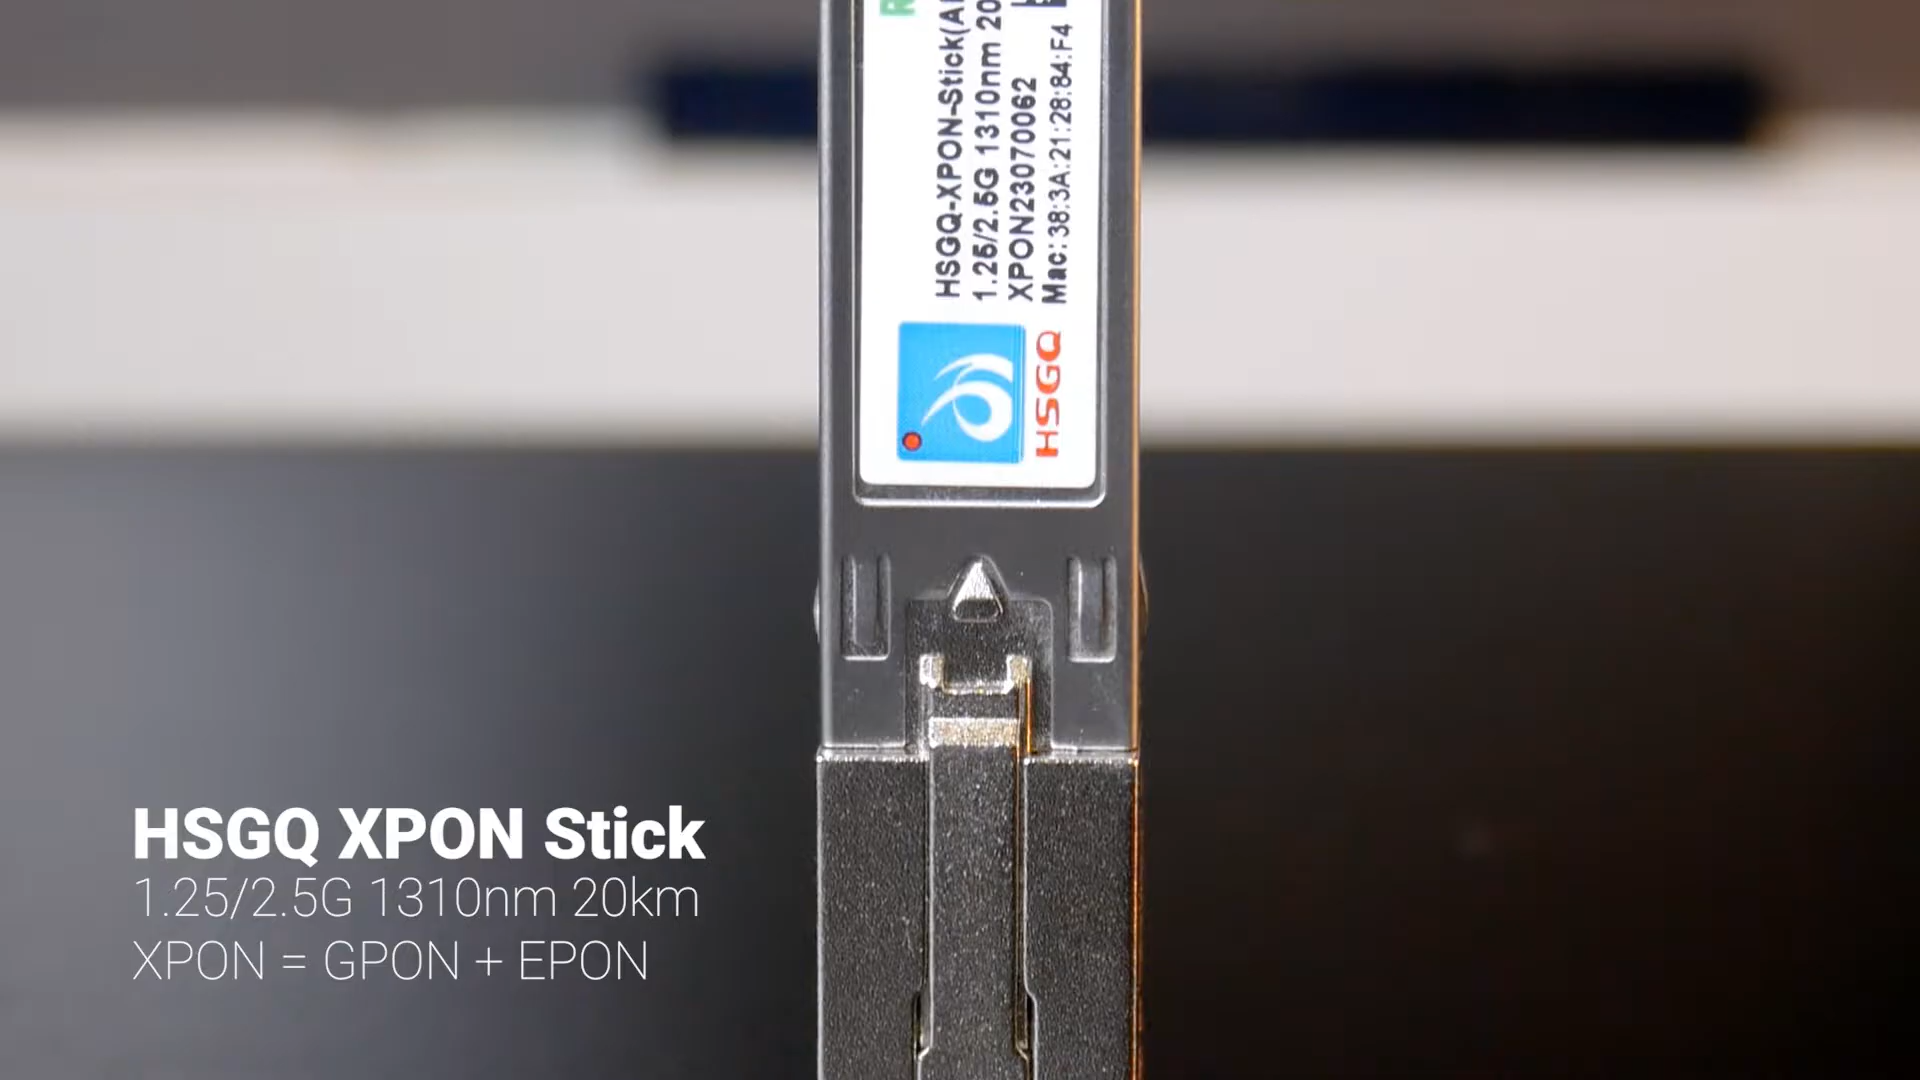 HSGQ-XPON-Stick(A
1.25/2.5G 1310nm 20
XPON23070062
Mac:38:3A:21:28:84:F4
HSGQ
HSGQ XPON Stick
1.25/2.5G 1310nm 20km
XPON = GPON + EPON